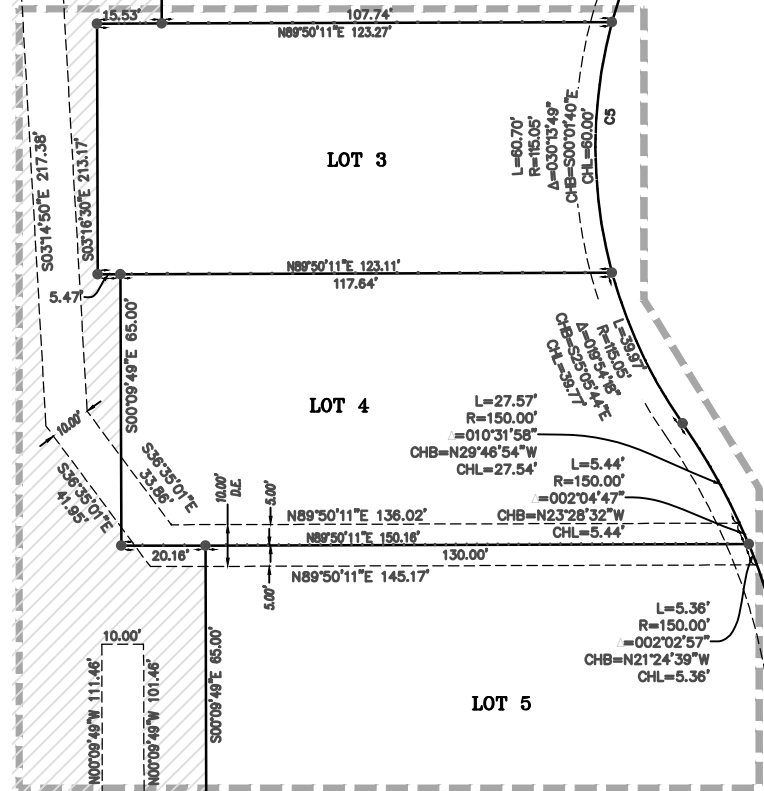 15.53'
107.74'
N89°50'11"E 123.27'
S03°14'50"E 217.38'
S03°16'30"E 213.17'
LOT 3
L=60.70'
R=115.05'
Δ=030°13'49"
CHB=S00°01'40"E
CHL=60.00'
C5
N89°50'11"E 123.11'
117.64'
5.47'
S00°09'49"E 65.00'
L=39.97'
R=115.05'
Δ=019°54'18"
CHB=S25°05'44"E
CHL=39.77'
LOT 4
L=27.57'
R=150.00'
Δ=010°31'58"
CHB=N29°46'54"W
CHL=27.54'
10.00'
S36°35'01"E
33.86'
S36°35'01"E
41.95'
L=5.44'
R=150.00'
Δ=002°04'47"
CHB=N23°28'32"W
CHL=5.44'
10.00'
D.E.
5.00'
N89°50'11"E 136.02'
N89°50'11"E 150.16'
20.16'
130.00'
5.00'
N89°50'11"E 145.17'
L=5.36'
R=150.00'
Δ=002°02'57"
CHB=N21°24'39"W
CHL=5.36'
10.00'
N00°09'49"W 111.46'
N00°09'49"W 101.46'
S00°09'49"E 65.00'
LOT 5